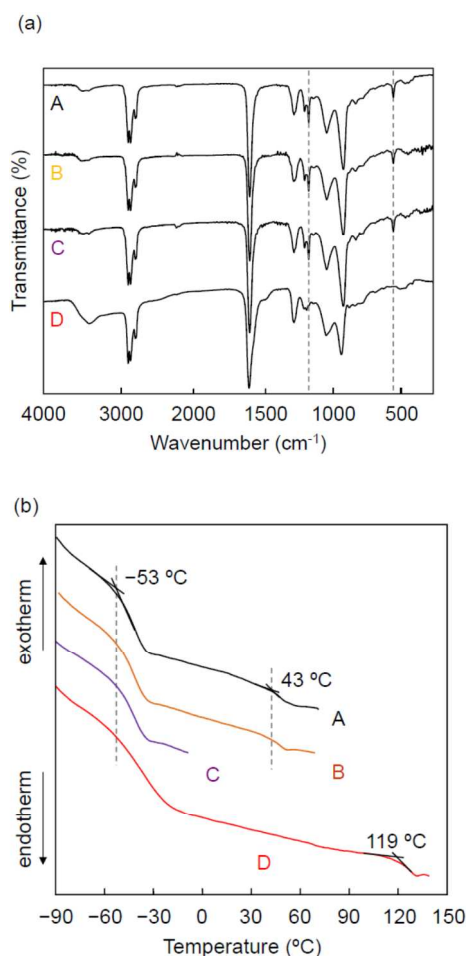 (a)
Transmittance (%)
A
B
C
D
4000 3000 2000 1500 1000 500
Wavenumber (cm⁻¹)
(b)
exotherm
endotherm
−53 ºC
43 ºC
A
B
C
119 ºC
D
−90 −60 −30 0 30 60 90 120 150
Temperature (ºC)